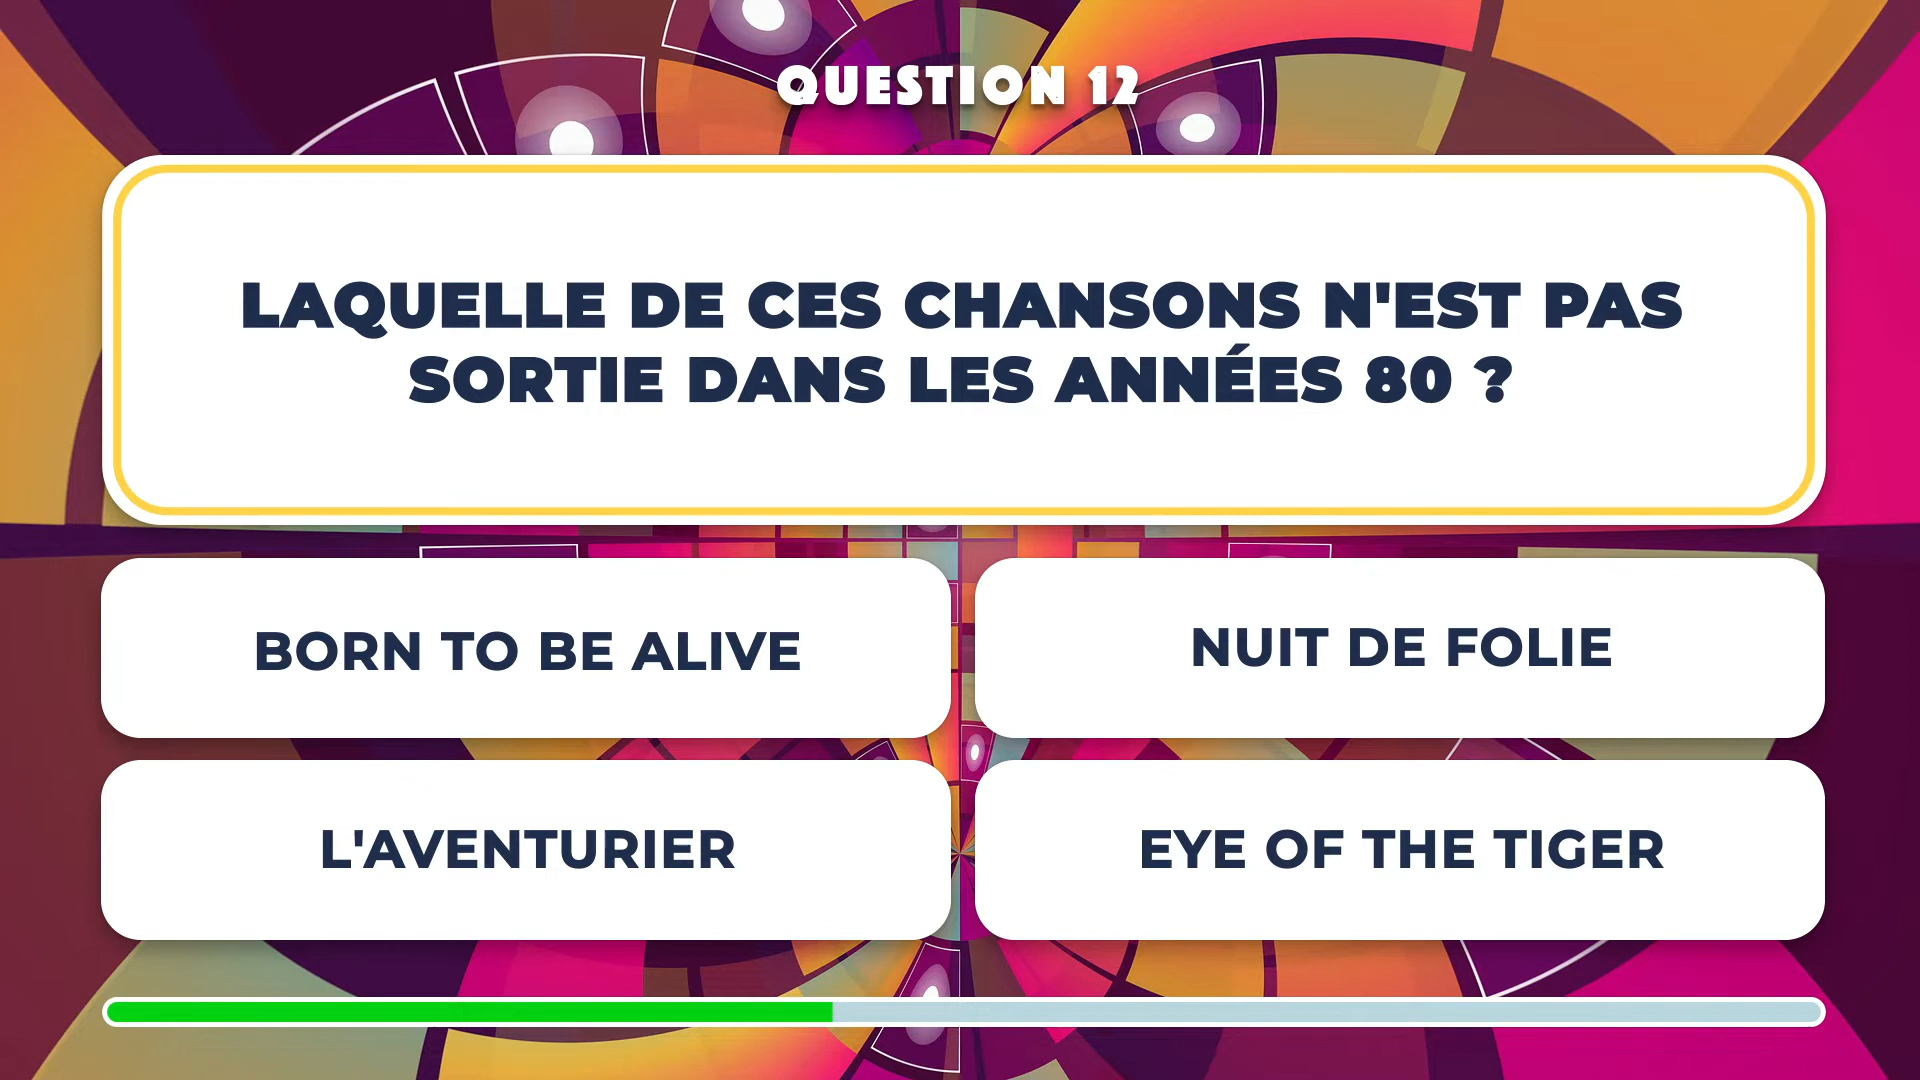 QUESTION 12
LAQUELLE DE CES CHANSONS N'EST PAS
SORTIE DANS LES ANNÉES 80 ?
BORN TO BE ALIVE
NUIT DE FOLIE
L'AVENTURIER
EYE OF THE TIGER